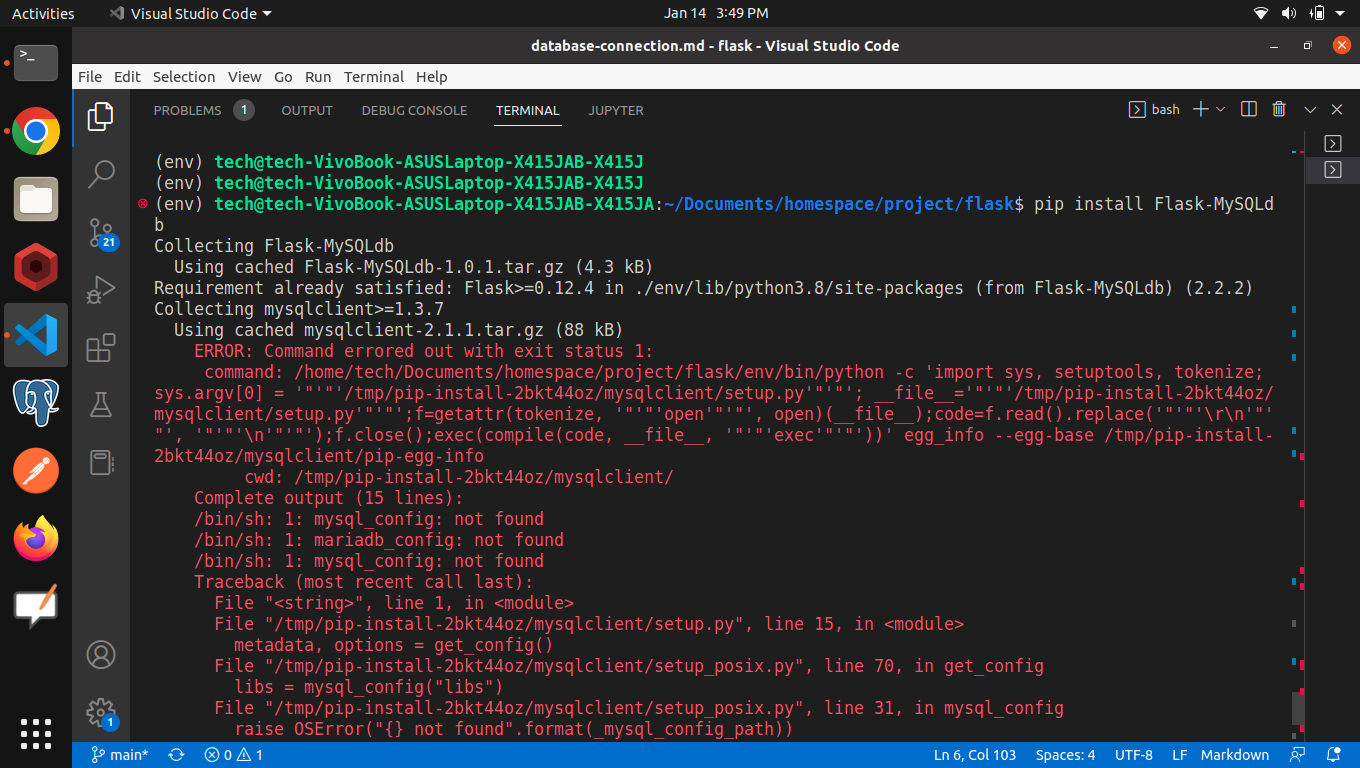 Activities
Visual Studio Code
Jan 14 3:49 PM
database-connection.md - flask - Visual Studio Code
File Edit Selection View Go Run Terminal Help
PROBLEMS 1 OUTPUT DEBUG CONSOLE TERMINAL JUPYTER
bash
(env) tech@tech-VivoBook-ASUSLaptop-X415JAB-X415J
(env) tech@tech-VivoBook-ASUSLaptop-X415JAB-X415J
(env) tech@tech-VivoBook-ASUSLaptop-X415JAB-X415JA:~/Documents/homespace/project/flask$ pip install Flask-MySQLd
b
Collecting Flask-MySQLdb
Using cached Flask-MySQLdb-1.0.1.tar.gz (4.3 kB)
Requirement already satisfied: Flask>=0.12.4 in ./env/lib/python3.8/site-packages (from Flask-MySQLdb) (2.2.2)
Collecting mysqlclient>=1.3.7
Using cached mysqlclient-2.1.1.tar.gz (88 kB)
ERROR: Command errored out with exit status 1:
command: /home/tech/Documents/homespace/project/flask/env/bin/python -c 'import sys, setuptools, tokenize;
sys.argv[0] = '"'"'/tmp/pip-install-2bkt44oz/mysqlclient/setup.py'"'"'; __file__='"'"'/tmp/pip-install-2bkt44oz/
mysqlclient/setup.py'"'"';f=getattr(tokenize, '"'"'open'"'"', open)(__file__);code=f.read().replace('"'"'\r\n'"'
"', '"'"'\n'"'"');f.close();exec(compile(code, __file__, '"'"'exec'"'"'))' egg_info --egg-base /tmp/pip-install-
2bkt44oz/mysqlclient/pip-egg-info
cwd: /tmp/pip-install-2bkt44oz/mysqlclient/
Complete output (15 lines):
/bin/sh: 1: mysql_config: not found
/bin/sh: 1: mariadb_config: not found
/bin/sh: 1: mysql_config: not found
Traceback (most recent call last):
File "<string>", line 1, in <module>
File "/tmp/pip-install-2bkt44oz/mysqlclient/setup.py", line 15, in <module>
metadata, options = get_config()
File "/tmp/pip-install-2bkt44oz/mysqlclient/setup_posix.py", line 70, in get_config
libs = mysql_config("libs")
File "/tmp/pip-install-2bkt44oz/mysqlclient/setup_posix.py", line 31, in mysql_config
raise OSError("{} not found".format(_mysql_config_path))
21
1
main* 0 1 Ln 6, Col 103 Spaces: 4 UTF-8 LF Markdown